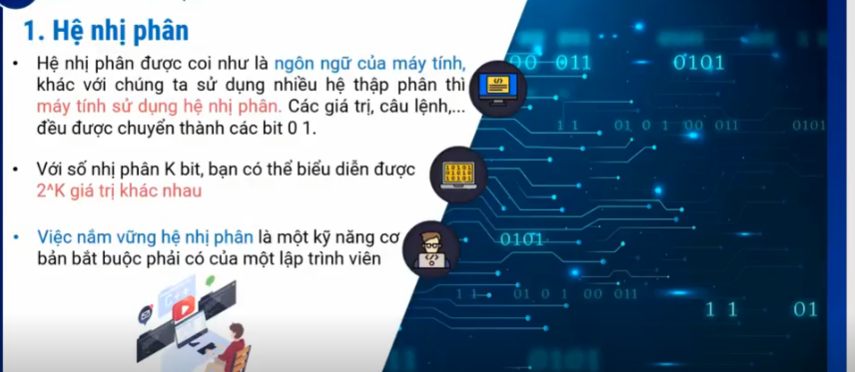 1. Hệ nhị phân
Hệ nhị phân được coi như là ngôn ngữ của máy tính,
khác với chúng ta sử dụng nhiều hệ thập phân thì
máy tính sử dụng hệ nhị phân. Các giá trị, câu lệnh,...
đều được chuyển thành các bit 0 1.
Với số nhị phân K bit, bạn có thể biểu diễn được
2^K giá trị khác nhau
Việc nắm vững hệ nhị phân là một kỹ năng cơ
bản bắt buộc phải có của một lập trình viên
00 011 0101
1 1 01 0 1 00 011 0101
0101
1 1 01 0 1 00 011
1 1 01
0101